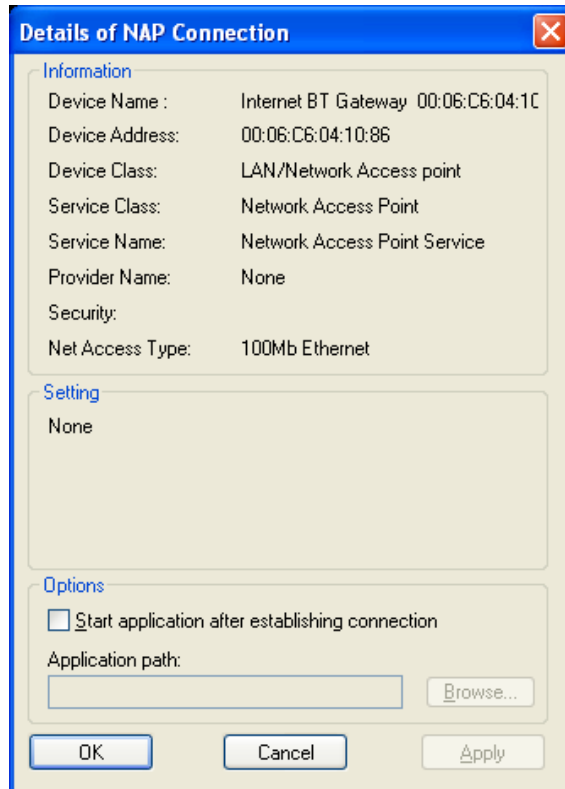 Details of NAP Connection
Information
Device Name : Internet BT Gateway 00:06:C6:04:1C
Device Address: 00:06:C6:04:10:86
Device Class: LAN/Network Access point
Service Class: Network Access Point
Service Name: Network Access Point Service
Provider Name: None
Security:
Net Access Type: 100Mb Ethernet
Setting
None
Options
Start application after establishing connection
Application path:
Browse...
OK Cancel Apply